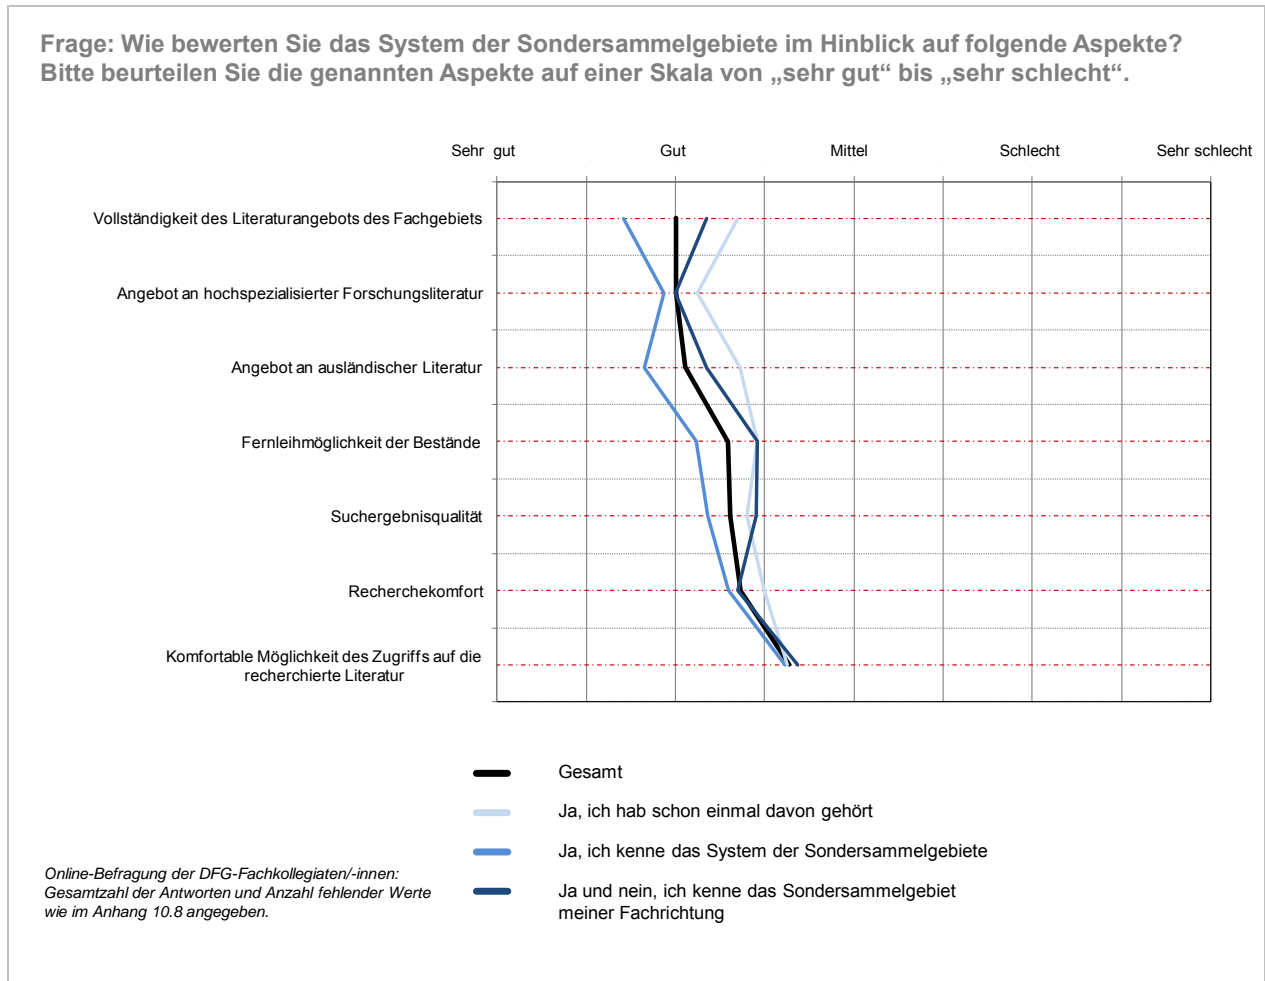 Frage: Wie bewerten Sie das System der Sondersammelgebiete im Hinblick auf folgende Aspekte?
Bitte beurteilen Sie die genannten Aspekte auf einer Skala von „sehr gut“ bis „sehr schlecht“.
Sehr gut Gut Mittel Schlecht Sehr schlecht
Vollständigkeit des Literaturangebots des Fachgebiets
Angebot an hochspezialisierter Forschungsliteratur
Angebot an ausländischer Literatur
Fernleihmöglichkeit der Bestände
Suchergebnisqualität
Recherchekomfort
Komfortable Möglichkeit des Zugriffs auf die
recherchierte Literatur
Gesamt
Ja, ich hab schon einmal davon gehört
Ja, ich kenne das System der Sondersammelgebiete
Ja und nein, ich kenne das Sondersammelgebiet
meiner Fachrichtung
Online-Befragung der DFG-Fachkollegiaten/-innen:
Gesamtzahl der Antworten und Anzahl fehlender Werte
wie im Anhang 10.8 angegeben.